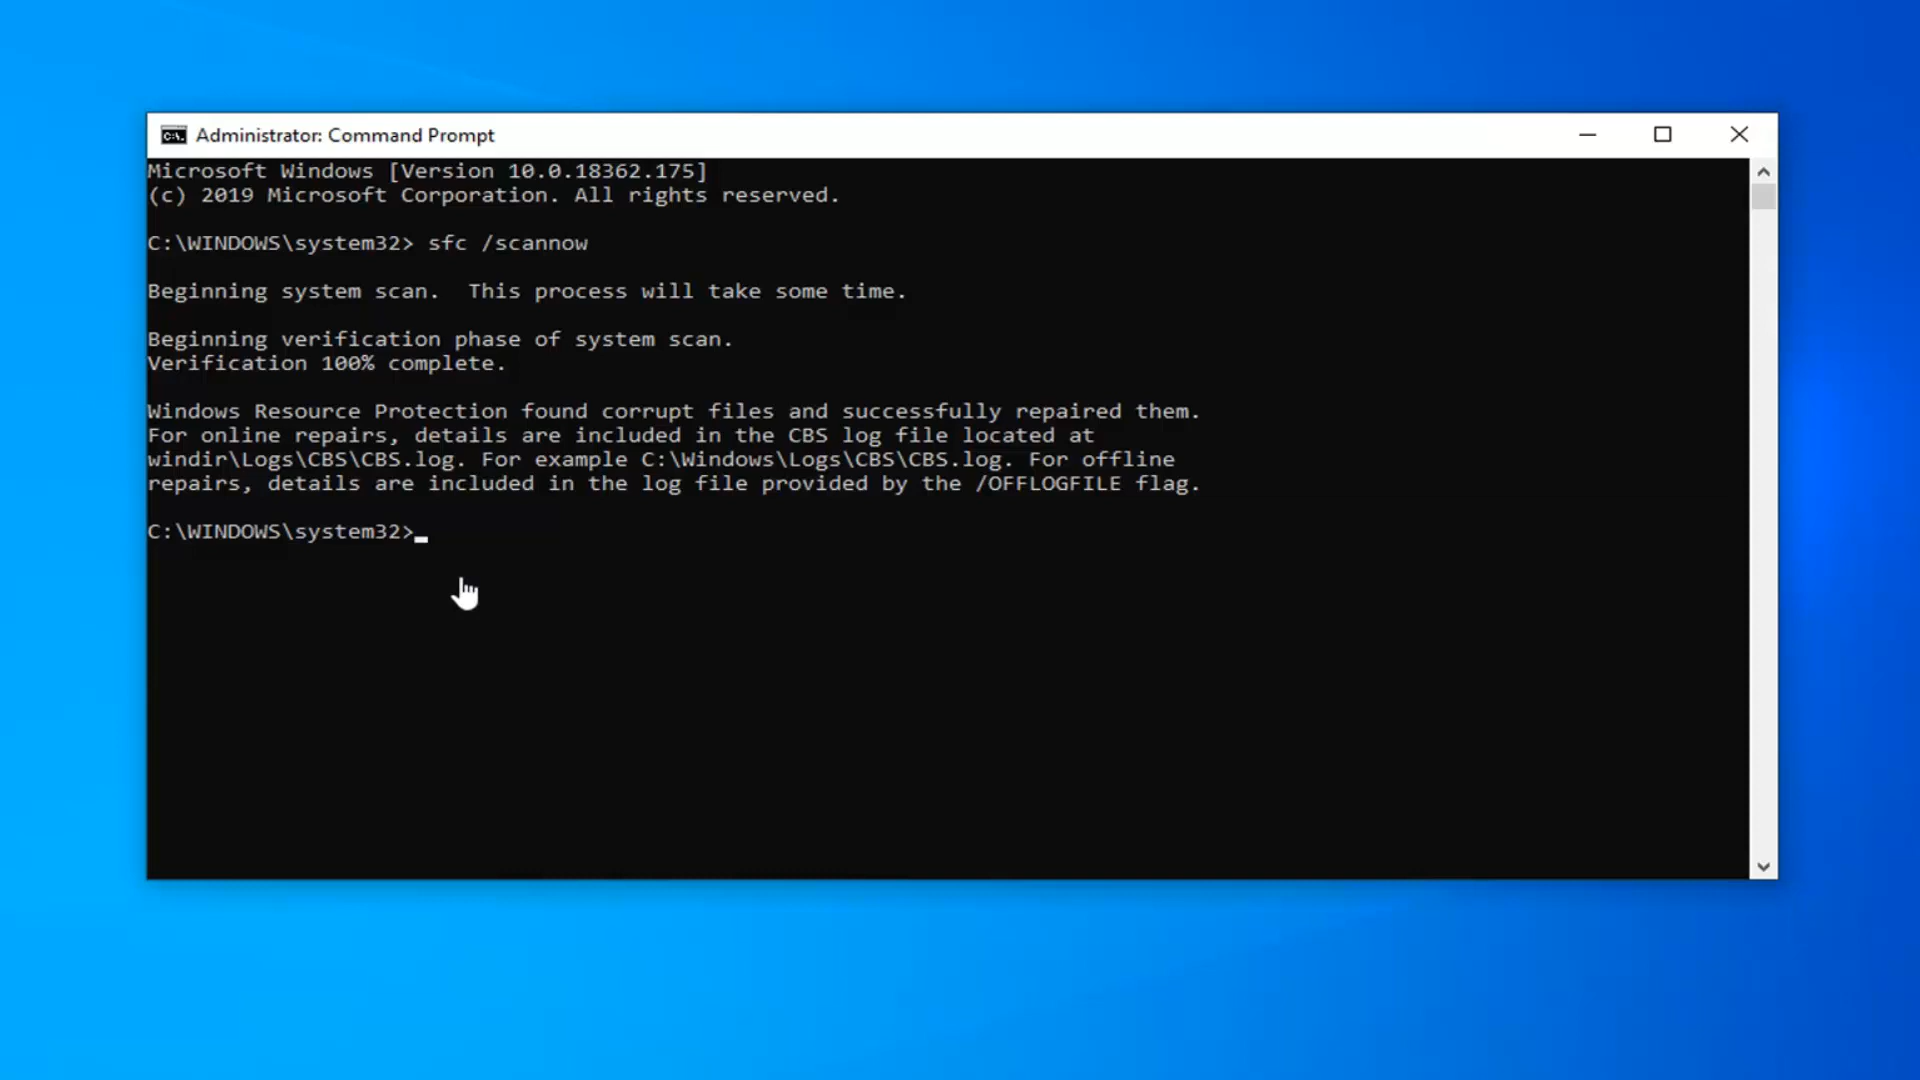 Administrator: Command Prompt
Microsoft Windows [Version 10.0.18362.175]
(c) 2019 Microsoft Corporation. All rights reserved.
C:\WINDOWS\system32> sfc /scannow
Beginning system scan.  This process will take some time.
Beginning verification phase of system scan.
Verification 100% complete.
Windows Resource Protection found corrupt files and successfully repaired them.
For online repairs, details are included in the CBS log file located at
windir\Logs\CBS\CBS.log. For example C:\Windows\Logs\CBS\CBS.log. For offline
repairs, details are included in the log file provided by the /OFFLOGFILE flag.
C:\WINDOWS\system32>